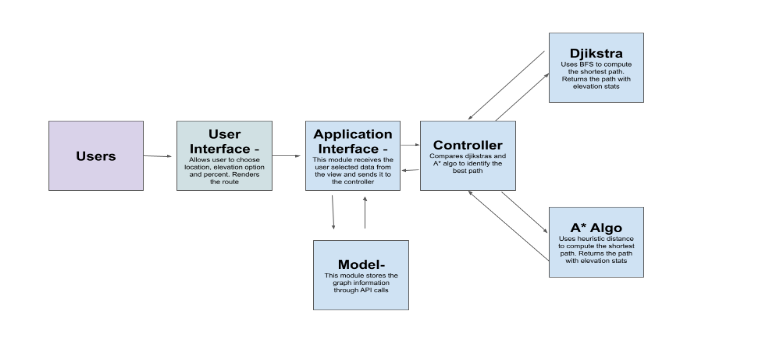 Users
User
Interface -
Allows user to choose
location, elevation option
and percent. Renders
the route
Application
Interface -
This module receives the
user selected data from
the view and sends it to
the controller
Controller
Compares djikstras and
A* algo to identify the
best path
Djikstra
Uses BFS to compute
the shortest path.
Returns the path with
elevation stats
A* Algo
Uses heuristic distance
to compute the shortest
path. Returns the path
with elevation stats
Model-
This module stores the
graph information
through API calls